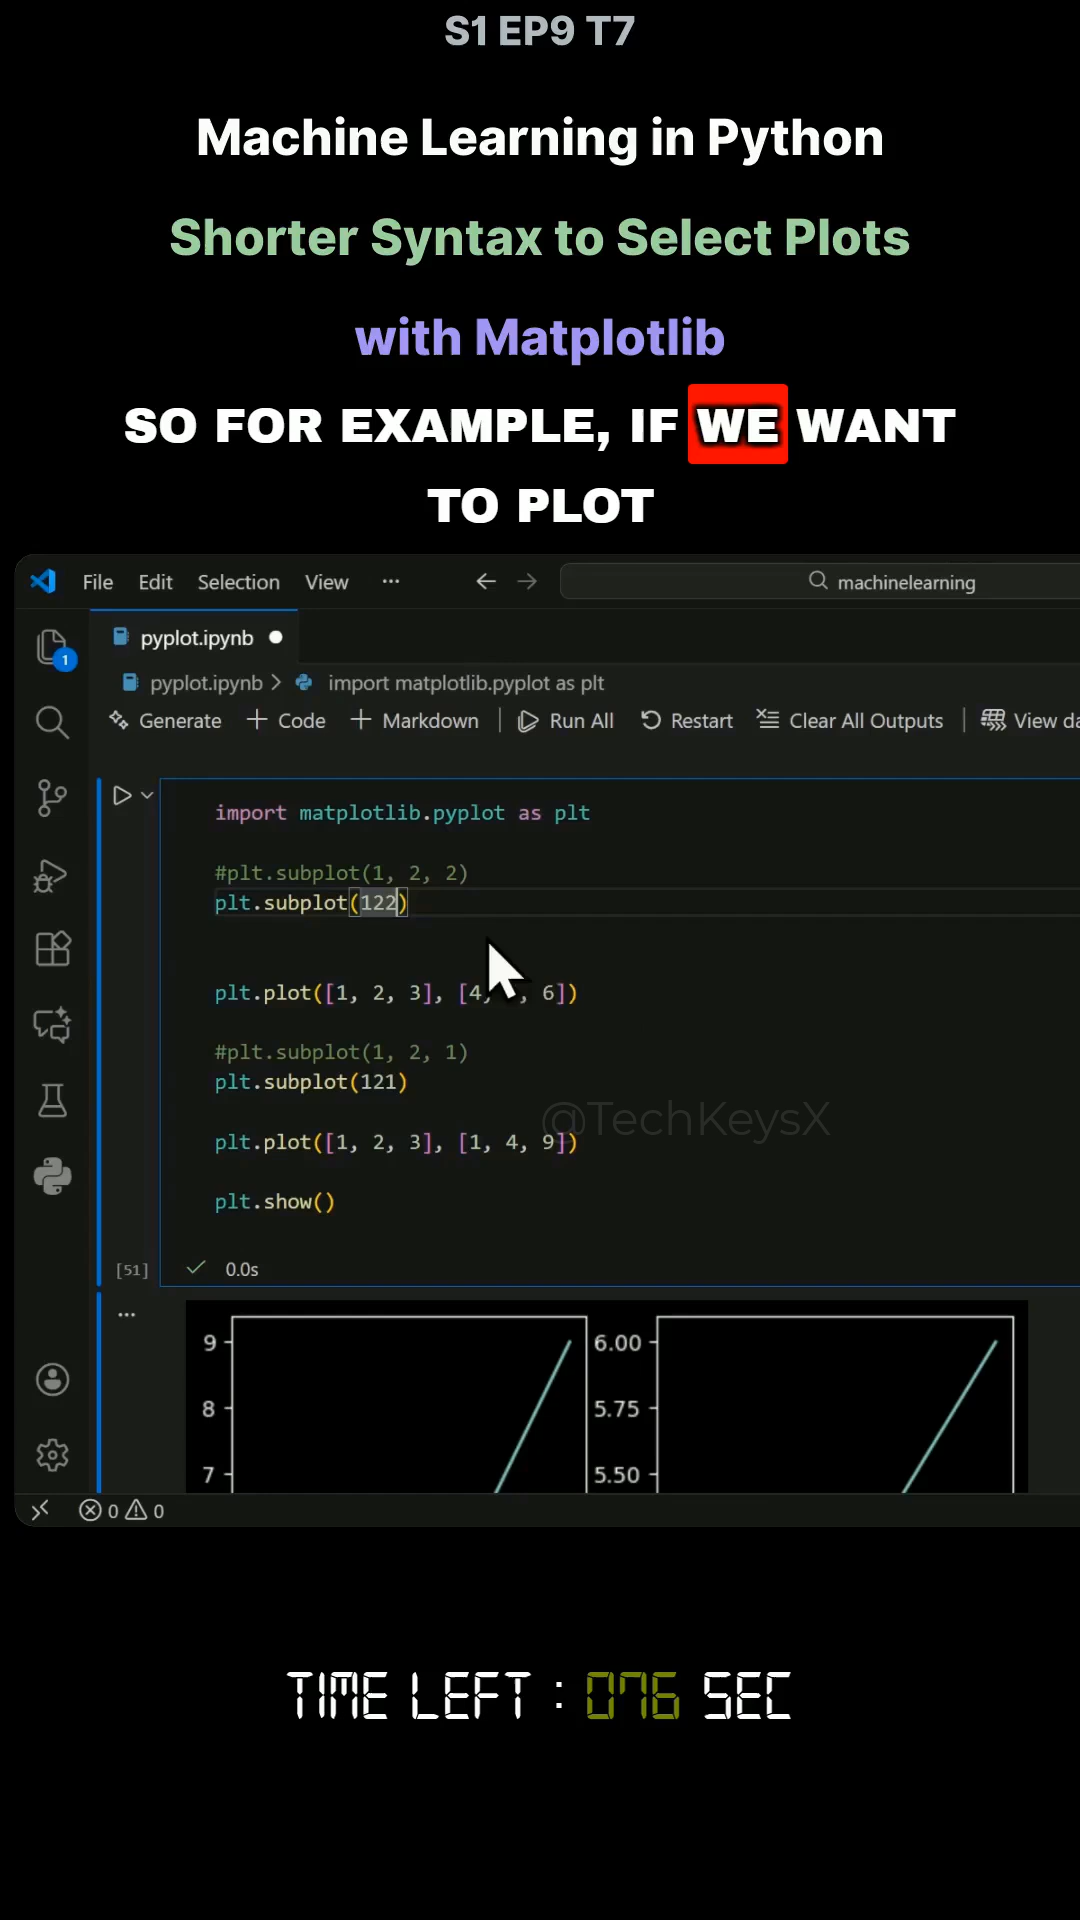 S1 EP9 T7
Machine Learning in Python
Shorter Syntax to Select Plots
with Matplotlib
SO FOR EXAMPLE, IF WE WANT
TO PLOT
File Edit Selection View ··· machinelearning
pyplot.ipynb
1
pyplot.ipynb > import matplotlib.pyplot as plt
Generate + Code + Markdown | Run All Restart Clear All Outputs | View da
import matplotlib.pyplot as plt
#plt.subplot(1, 2, 2)
plt.subplot(122)
plt.plot([1, 2, 3], [4, , 6])
#plt.subplot(1, 2, 1)
plt.subplot(121)
@TechKeysX
plt.plot([1, 2, 3], [1, 4, 9])
plt.show()
[51] 0.0s
9 6.00
8 5.75
7 5.50
0 0
TIME LEFT : 076 SEC